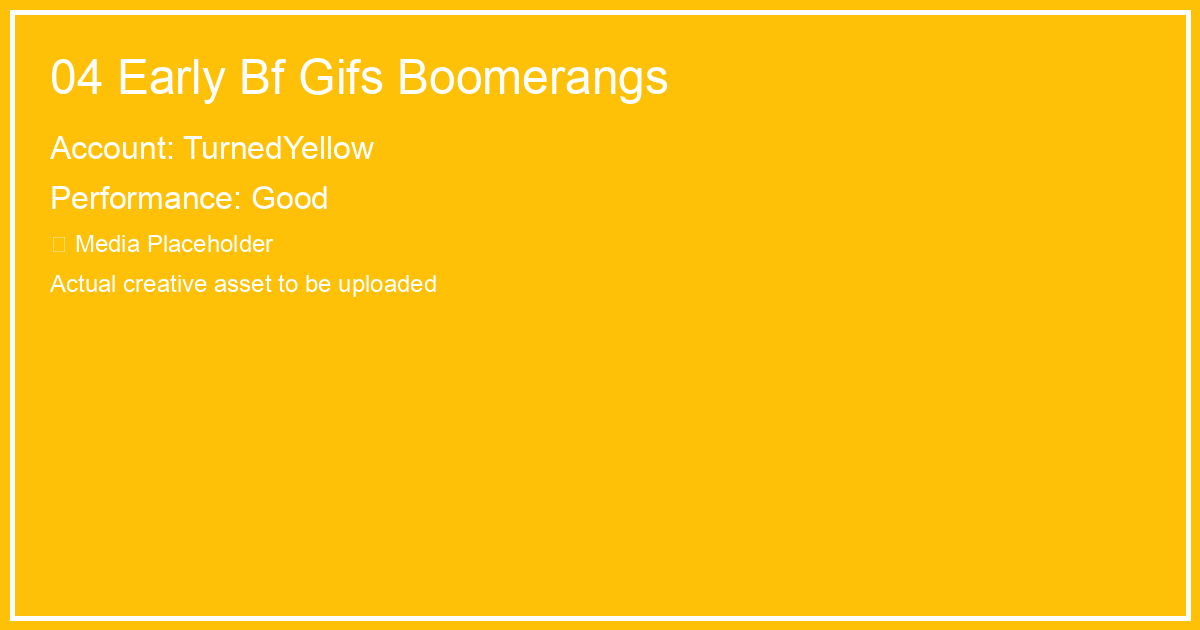 04 Early Bf Gifs Boomerangs
Account: TurnedYellow
Performance: Good
Media Placeholder
Actual creative asset to be uploaded